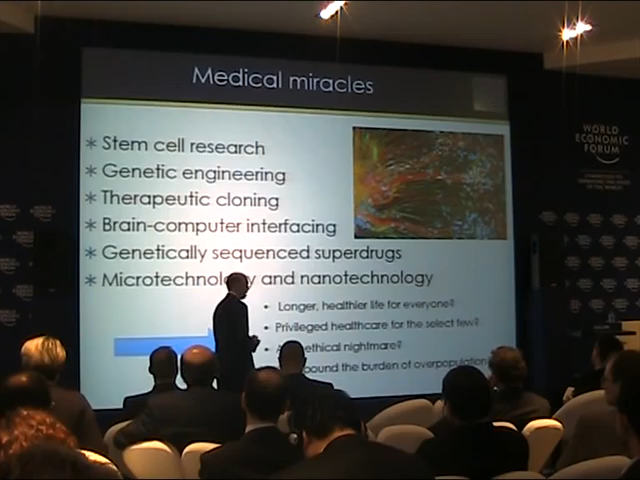 Medical miracles
* Stem cell research
* Genetic engineering
* Therapeutic cloning
* Brain-computer interfacing
* Genetically sequenced superdrugs
* Microtechnology and nanotechnology
• Longer, healthier life for everyone?
• Privileged healthcare for the select few?
• ethical nightmare?
the burden of overpopulation
WORLD
ECONOMIC
FORUM